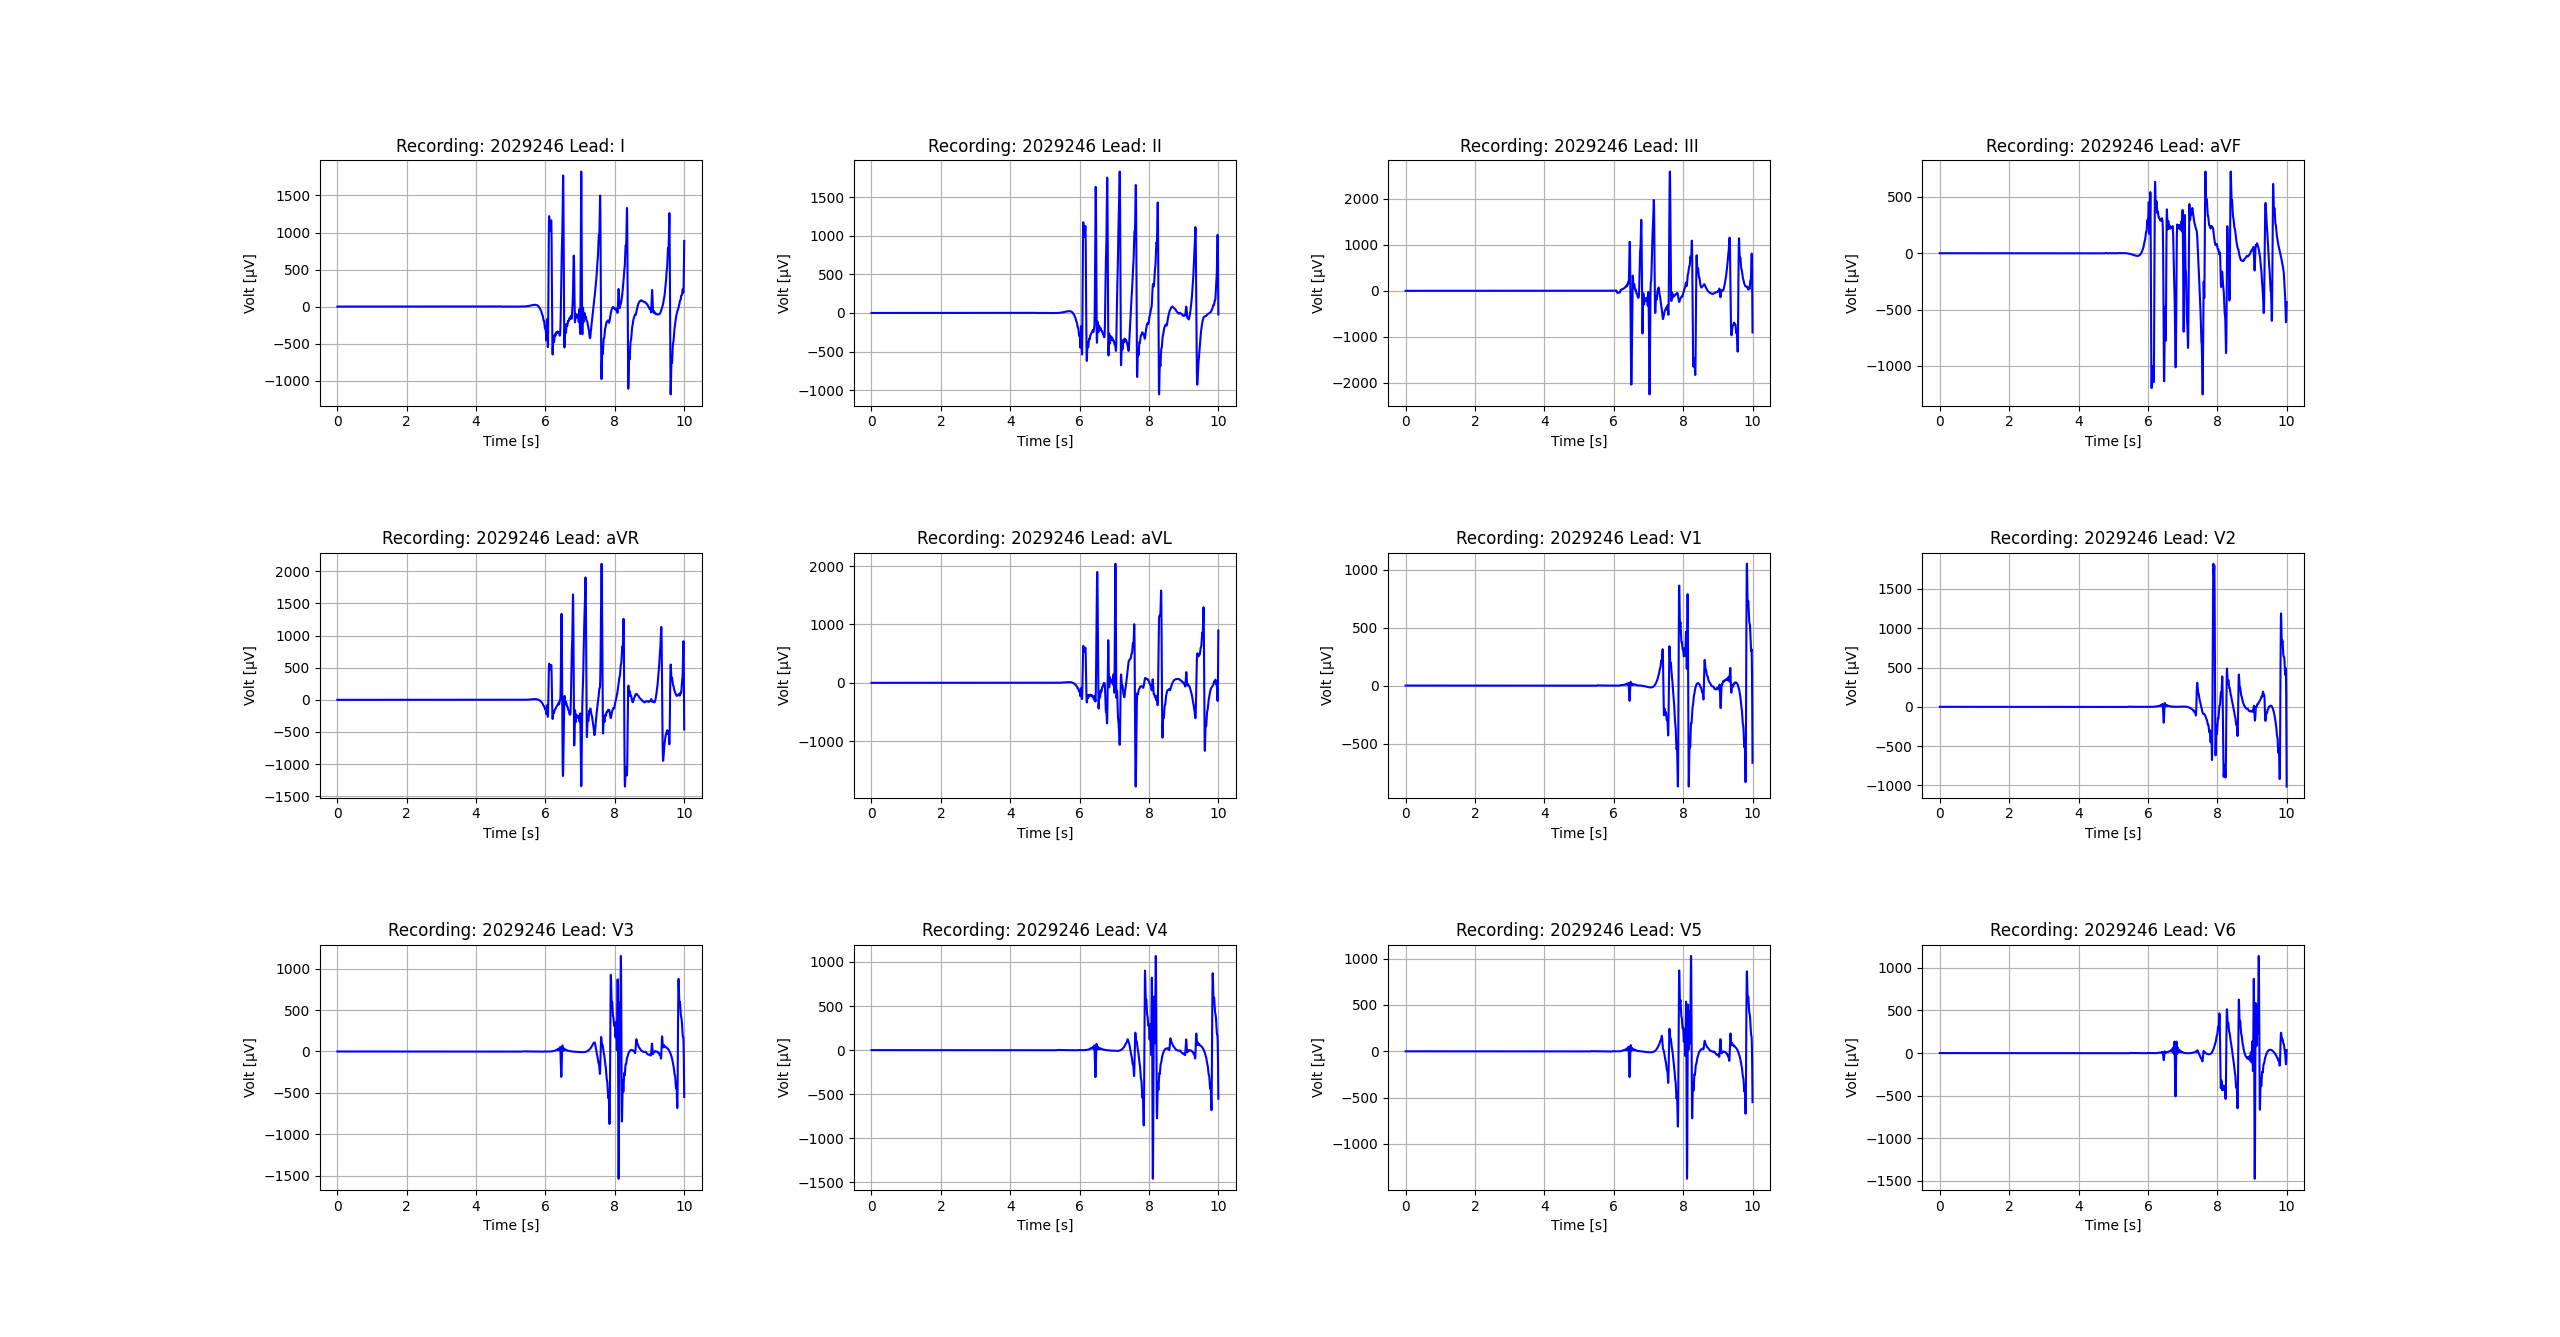 Recording: 2029246 Lead: I
Volt [µV]
1500
1000
500
0
−500
−1000
0 2 4 6 8 10
Time [s]
Recording: 2029246 Lead: II
Volt [µV]
1500
1000
500
0
−500
−1000
0 2 4 6 8 10
Time [s]
Recording: 2029246 Lead: III
Volt [µV]
2000
1000
0
−1000
−2000
0 2 4 6 8 10
Time [s]
Recording: 2029246 Lead: aVF
Volt [µV]
500
0
−500
−1000
0 2 4 6 8 10
Time [s]
Recording: 2029246 Lead: aVR
Volt [µV]
2000
1500
1000
500
0
−500
−1000
−1500
0 2 4 6 8 10
Time [s]
Recording: 2029246 Lead: aVL
Volt [µV]
2000
1000
0
−1000
0 2 4 6 8 10
Time [s]
Recording: 2029246 Lead: V1
Volt [µV]
1000
500
0
−500
0 2 4 6 8 10
Time [s]
Recording: 2029246 Lead: V2
Volt [µV]
1500
1000
500
0
−500
−1000
0 2 4 6 8 10
Time [s]
Recording: 2029246 Lead: V3
Volt [µV]
1000
500
0
−500
−1000
−1500
0 2 4 6 8 10
Time [s]
Recording: 2029246 Lead: V4
Volt [µV]
1000
500
0
−500
−1000
−1500
0 2 4 6 8 10
Time [s]
Recording: 2029246 Lead: V5
Volt [µV]
1000
500
0
−500
−1000
0 2 4 6 8 10
Time [s]
Recording: 2029246 Lead: V6
Volt [µV]
1000
500
0
−500
−1000
−1500
0 2 4 6 8 10
Time [s]